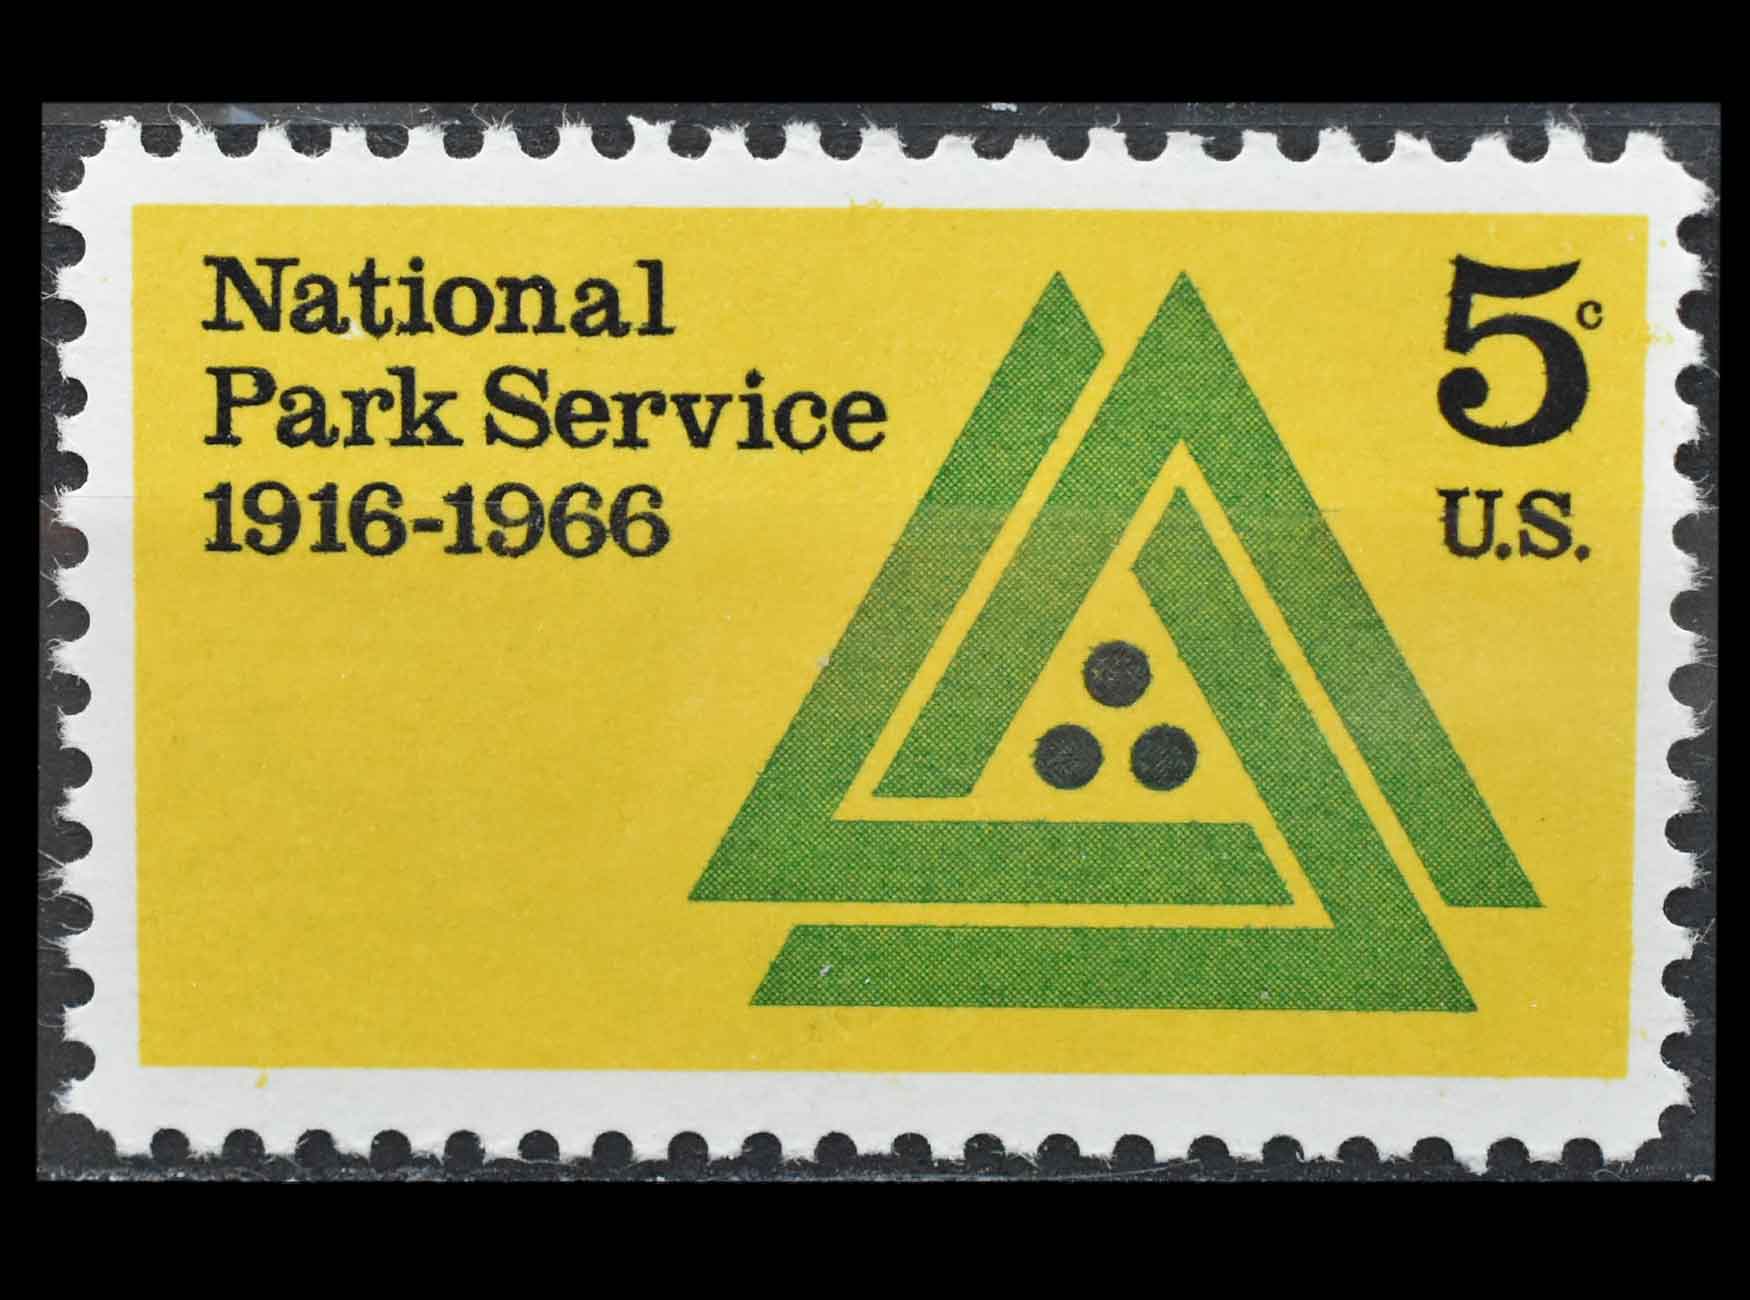 National
Park Service
1916-1966
5c
U.S.